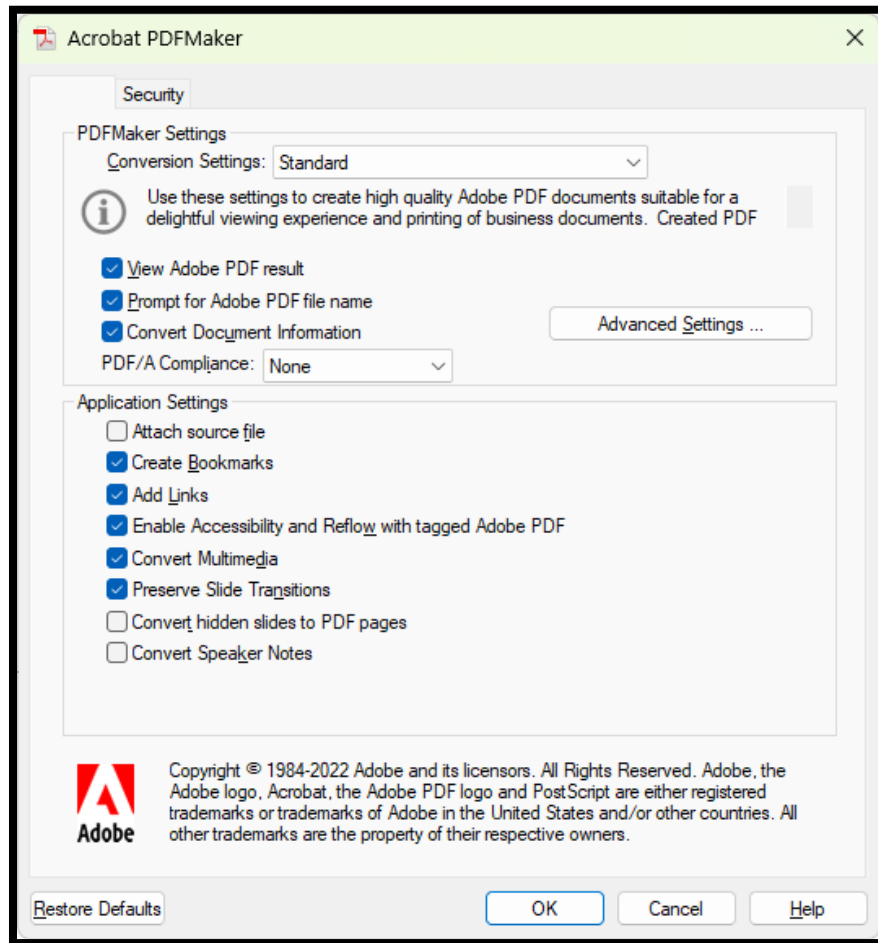 Acrobat PDFMaker
Security
PDFMaker Settings
Conversion Settings: Standard
Use these settings to create high quality Adobe PDF documents suitable for a
delightful viewing experience and printing of business documents. Created PDF
View Adobe PDF result
Prompt for Adobe PDF file name
Convert Document Information
Advanced Settings ...
PDF/A Compliance: None
Application Settings
Attach source file
Create Bookmarks
Add Links
Enable Accessibility and Reflow with tagged Adobe PDF
Convert Multimedia
Preserve Slide Transitions
Convert hidden slides to PDF pages
Convert Speaker Notes
Adobe
Copyright © 1984-2022 Adobe and its licensors. All Rights Reserved. Adobe, the
Adobe logo, Acrobat, the Adobe PDF logo and PostScript are either registered
trademarks or trademarks of Adobe in the United States and/or other countries. All
other trademarks are the property of their respective owners.
Restore Defaults
OK
Cancel
Help